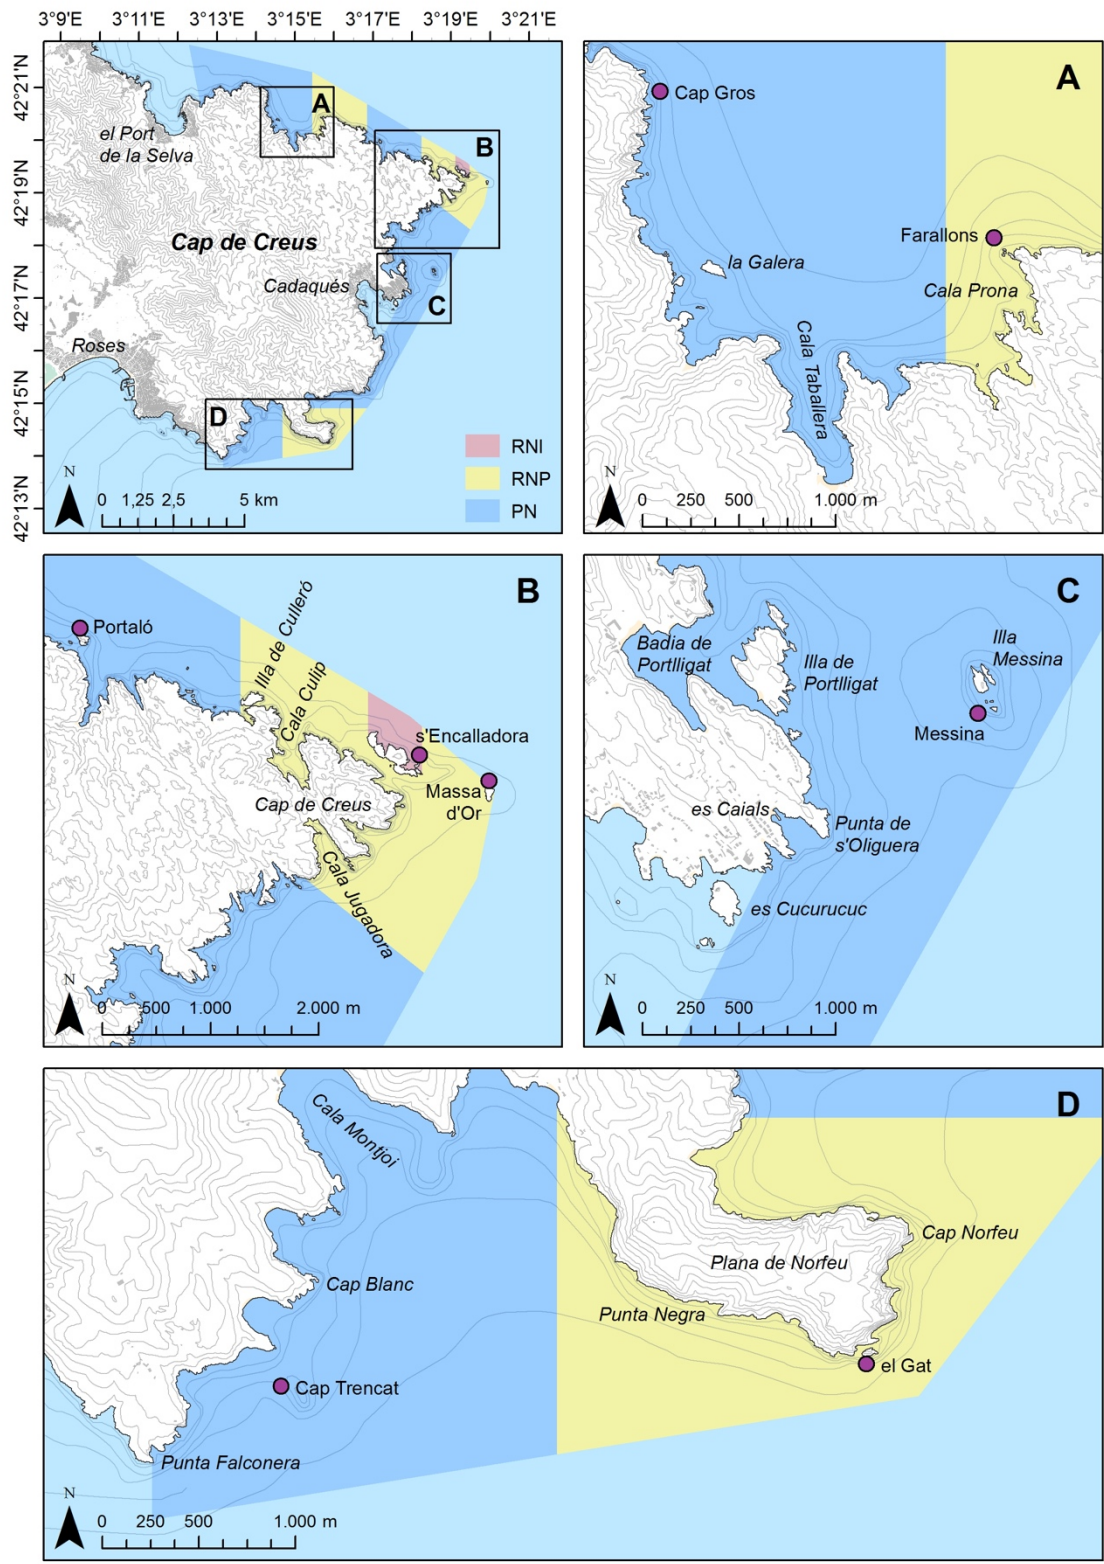 3°9'E 3°11'E 3°13'E 3°15'E 3°17'E 3°19'E 3°21'E
42°21'N
42°19'N
42°17'N
42°15'N
42°13'N
A
B
C
D
el Port
de la Selva
Cap de Creus
Cadaqués
Roses
RNI
RNP
PN
N
0 1,25 2,5 5 km
A
Cap Gros
Farallons
la Galera
Cala Prona
Cala Taballera
N
0 250 500 1.000 m
B
Portaló
Illa de Culleró
Cala Culip
s'Encalladora
Massa
d'Or
Cap de Creus
Cala Jugadora
N
0 500 1.000 2.000 m
C
Badia de
Portlligat
Illa de
Portlligat
Illa
Messina
Messina
es Caials
Punta de
s'Oliguera
es Cucurucuc
N
0 250 500 1.000 m
D
Cala Montjoi
Cap Norfeu
Plana de Norfeu
Cap Blanc
Punta Negra
el Gat
Cap Trencat
Punta Falconera
N
0 250 500 1.000 m